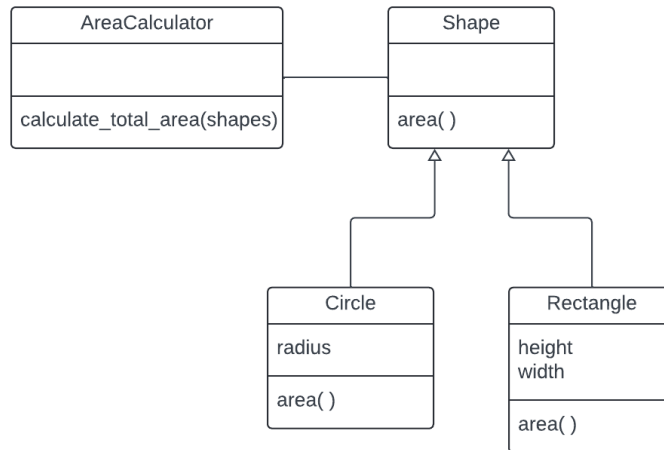 AreaCalculator
calculate_total_area(shapes)
Shape
area( )
Circle
radius
area( )
Rectangle
height
width
area( )